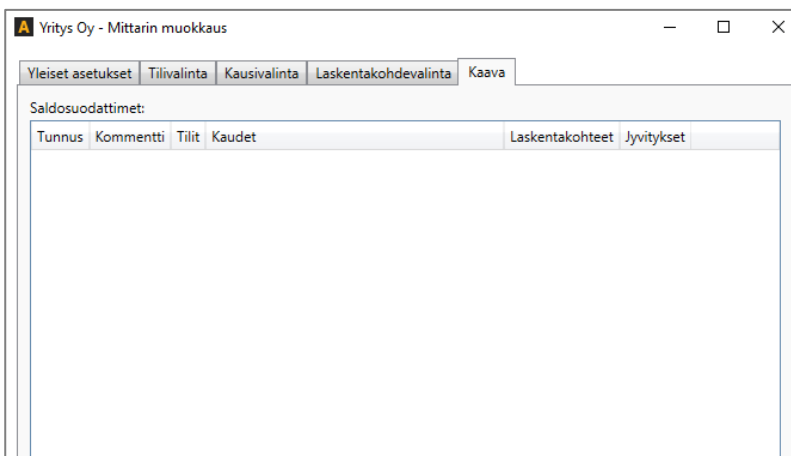 A Yritys Oy - Mittarin muokkaus
Yleiset asetukset Tilivalinta Kausivalinta Laskentakohdevalinta Kaava
Saldosuodattimet:
Tunnus Kommentti Tilit Kaudet Laskentakohteet Jyvitykset